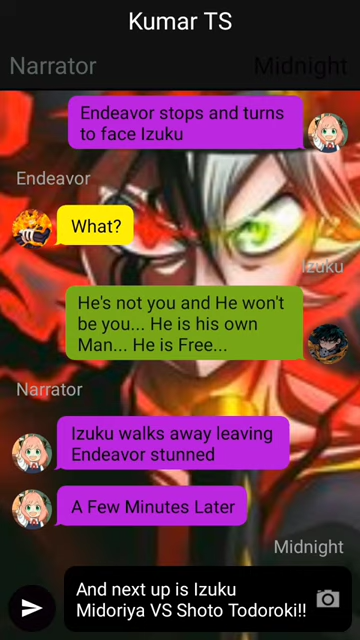 Kumar TS
Narrator
Midnight
Endeavor stops and turns
to face Izuku
Endeavor
What?
Izuku
He's not you and He won't
be you... He is his own
Man... He is Free...
Narrator
Izuku walks away leaving
Endeavor stunned
A Few Minutes Later
Midnight
And next up is Izuku
Midoriya VS Shoto Todoroki!!